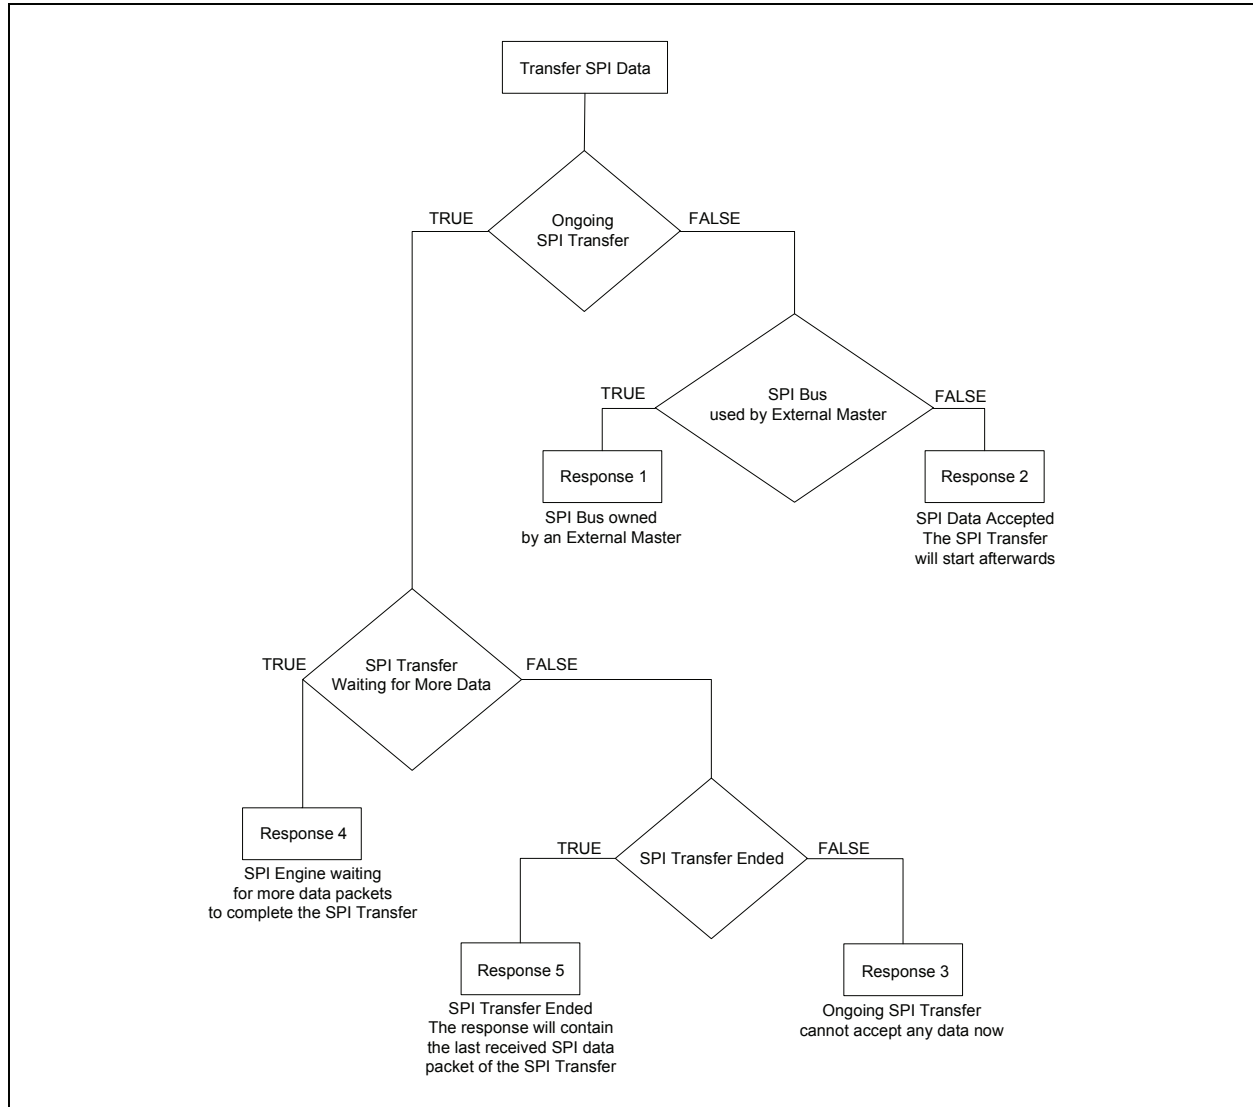 Transfer SPI Data
TRUE
Ongoing
SPI Transfer
FALSE
TRUE
SPI Bus
used by External Master
FALSE
Response 1
SPI Bus owned
by an External Master
Response 2
SPI Data Accepted
The SPI Transfer
will start afterwards
TRUE
SPI Transfer
Waiting for More Data
FALSE
Response 4
SPI Engine waiting
for more data packets
to complete the SPI Transfer
TRUE
SPI Transfer Ended
FALSE
Response 5
SPI Transfer Ended
The response will contain
the last received SPI data
packet of the SPI Transfer
Response 3
Ongoing SPI Transfer
cannot accept any data now